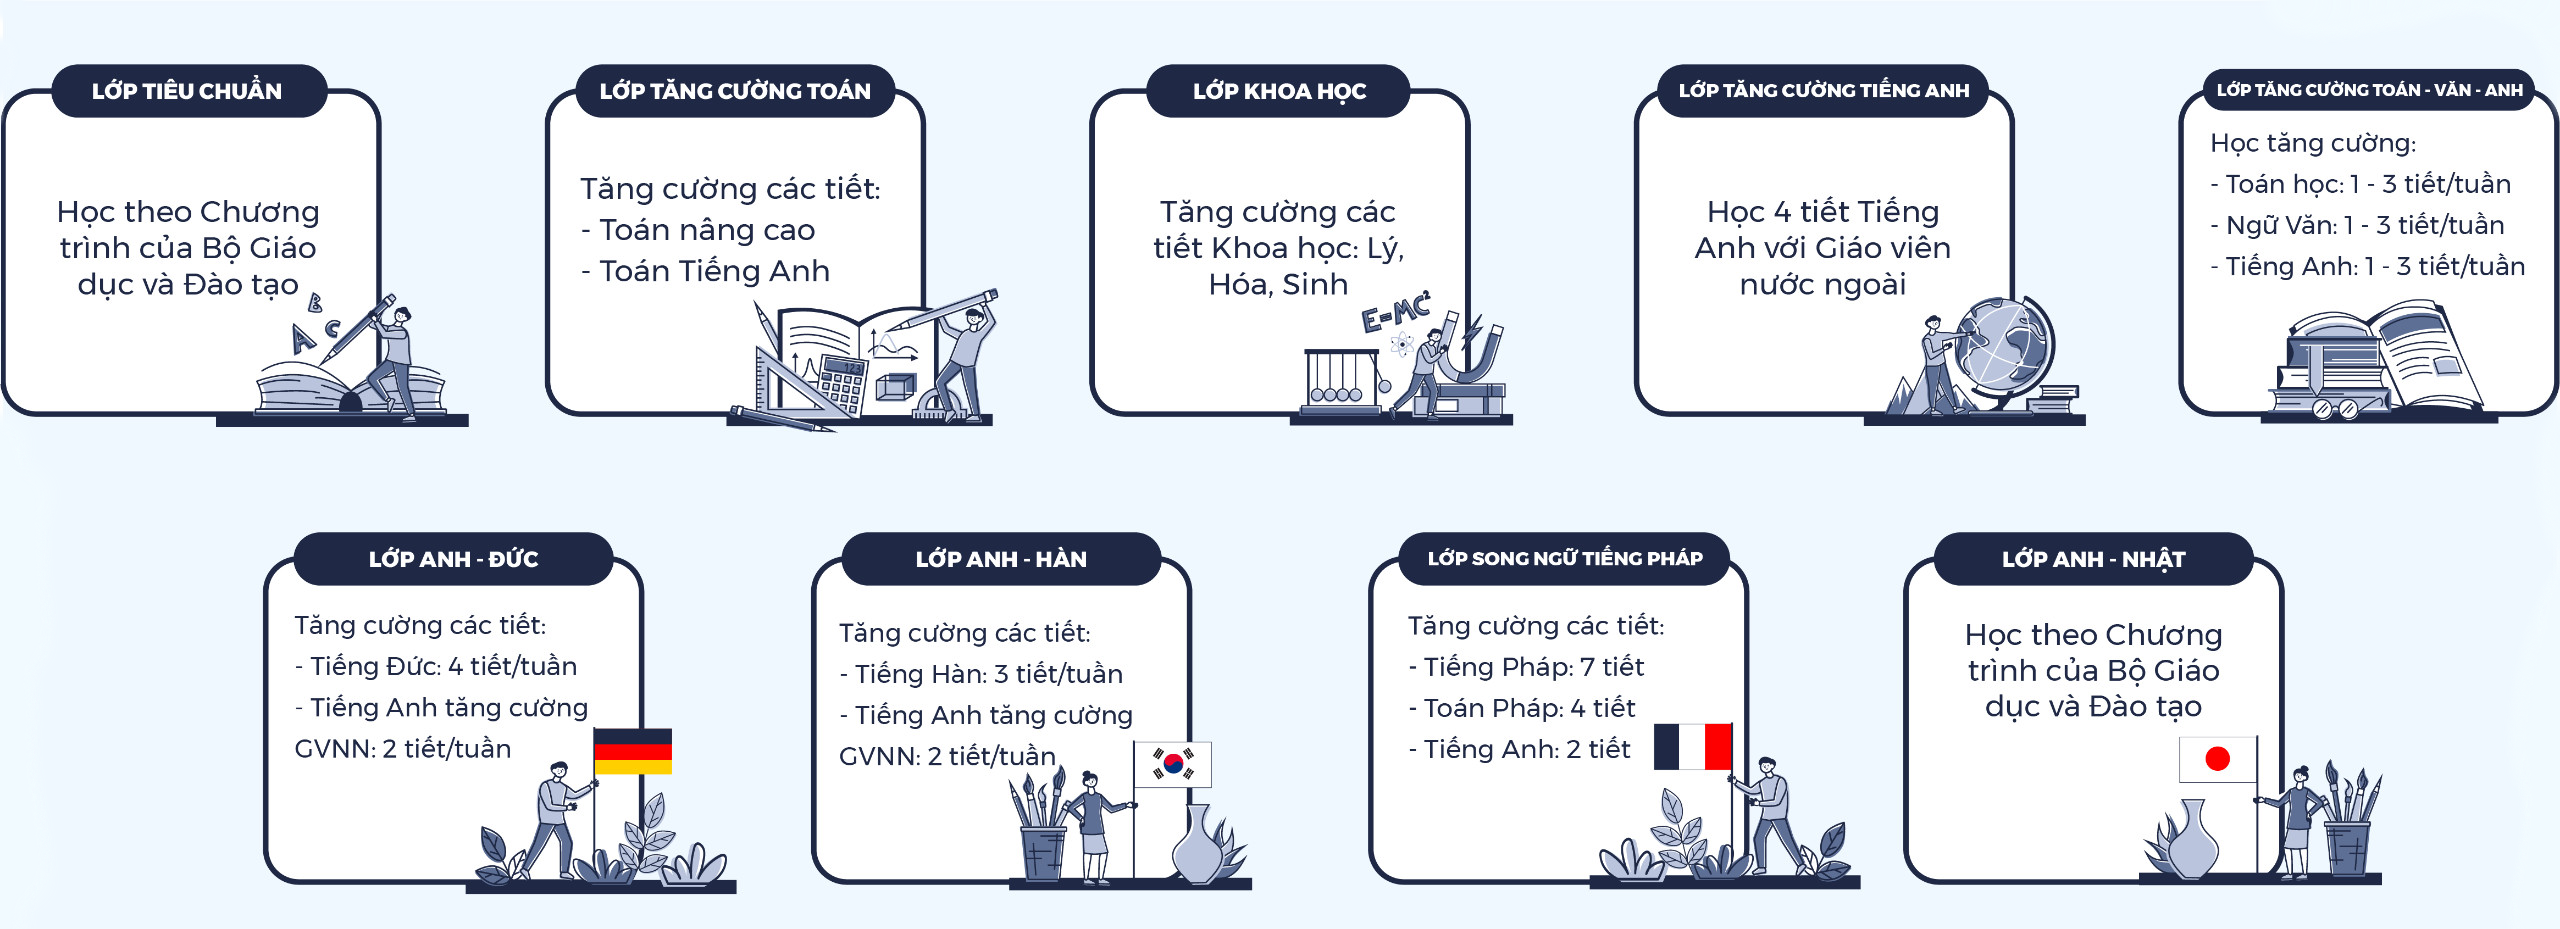 LỚP TIÊU CHUẨN
Học theo Chương
trình của Bộ Giáo
dục và Đào tạo
A
B
C
LỚP TĂNG CƯỜNG TOÁN
Tăng cường các tiết:
- Toán nâng cao
- Toán Tiếng Anh
123
LỚP KHOA HỌC
Tăng cường các
tiết Khoa học: Lý,
Hóa, Sinh
E=MC²
LỚP TĂNG CƯỜNG TIẾNG ANH
Học 4 tiết Tiếng
Anh với Giáo viên
nước ngoài
LỚP TĂNG CƯỜNG TOÁN - VĂN - ANH
Học tăng cường:
- Toán học: 1 - 3 tiết/tuần
- Ngữ Văn: 1 - 3 tiết/tuần
- Tiếng Anh: 1 - 3 tiết/tuần
LỚP ANH - ĐỨC
Tăng cường các tiết:
- Tiếng Đức: 4 tiết/tuần
- Tiếng Anh tăng cường
GVNN: 2 tiết/tuần
LỚP ANH - HÀN
Tăng cường các tiết:
- Tiếng Hàn: 3 tiết/tuần
- Tiếng Anh tăng cường
GVNN: 2 tiết/tuần
LỚP SONG NGỮ TIẾNG PHÁP
Tăng cường các tiết:
- Tiếng Pháp: 7 tiết
- Toán Pháp: 4 tiết
- Tiếng Anh: 2 tiết
LỚP ANH - NHẬT
Học theo Chương
trình của Bộ Giáo
dục và Đào tạo